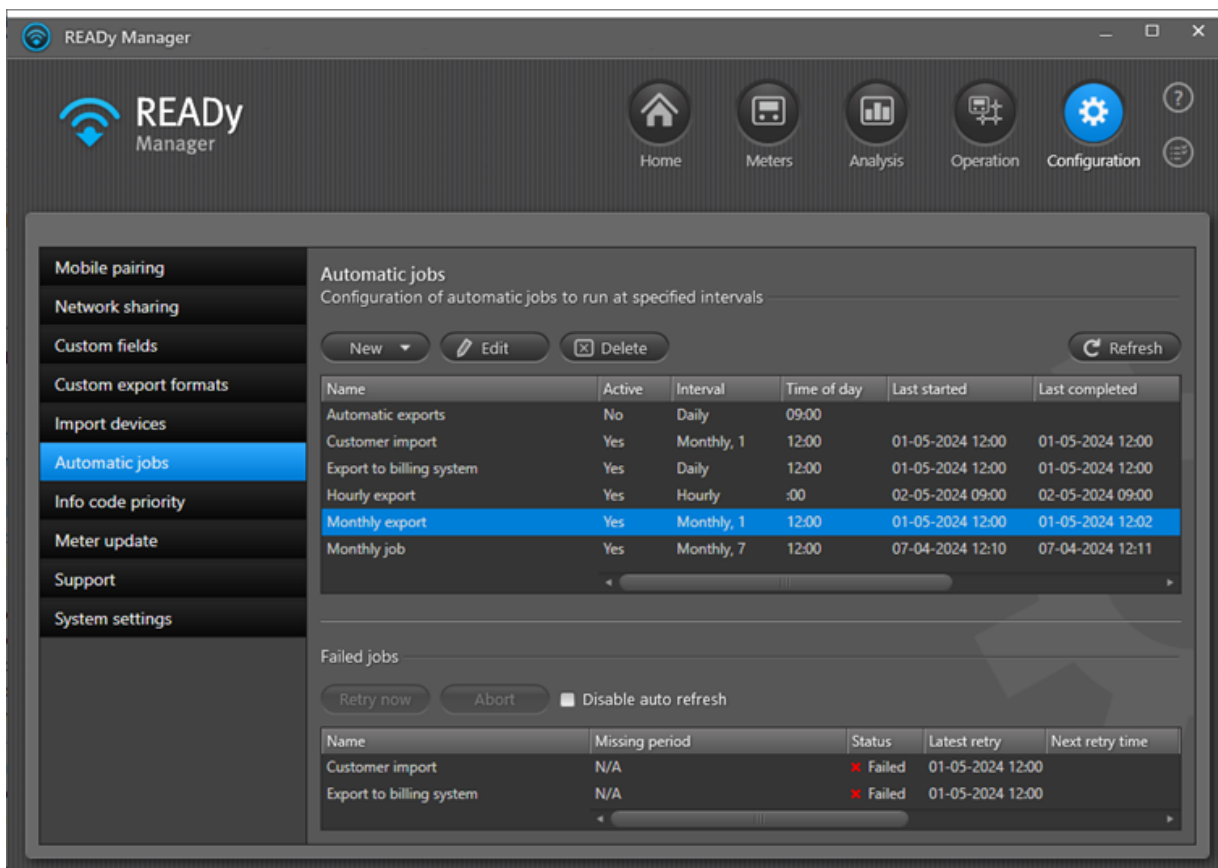 READy Manager
READy
Manager
Home Meters Analysis Operation Configuration
?
Mobile pairing
Network sharing
Custom fields
Custom export formats
Import devices
Automatic jobs
Info code priority
Meter update
Support
System settings
Automatic jobs
Configuration of automatic jobs to run at specified intervals
New Edit Delete Refresh
Name Active Interval Time of day Last started Last completed
Automatic exports No Daily 09:00
Customer import Yes Monthly, 1 12:00 01-05-2024 12:00 01-05-2024 12:00
Export to billing system Yes Daily 12:00 01-05-2024 12:00 01-05-2024 12:00
Hourly export Yes Hourly :00 02-05-2024 09:00 02-05-2024 09:00
Monthly export Yes Monthly, 1 12:00 01-05-2024 12:00 01-05-2024 12:02
Monthly job Yes Monthly, 7 12:00 07-04-2024 12:10 07-04-2024 12:11
Failed jobs
Retry now Abort Disable auto refresh
Name Missing period Status Latest retry Next retry time
Customer import N/A Failed 01-05-2024 12:00
Export to billing system N/A Failed 01-05-2024 12:00